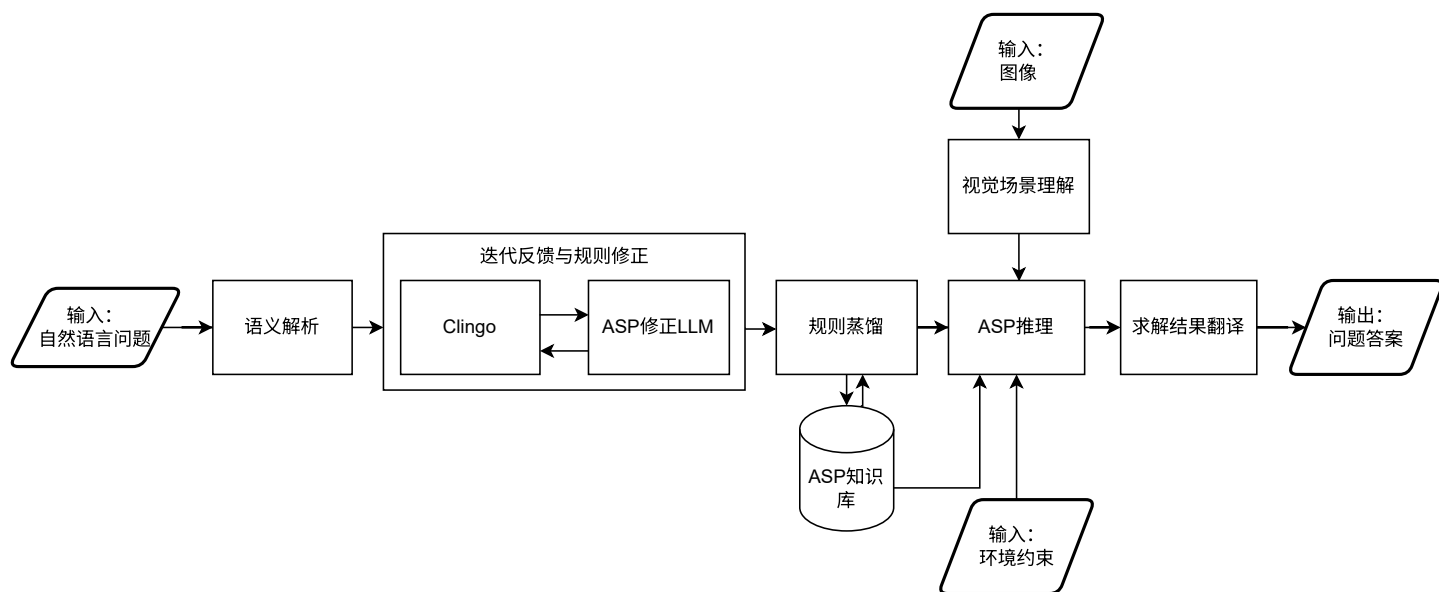 输入:
图像
视觉场景理解
迭代反馈与规则修正
输入:
自然语言问题
语义解析
Clingo
ASP修正LLM
规则蒸馏
ASP推理
求解结果翻译
输出:
问题答案
ASP知识
库
输入:
环境约束